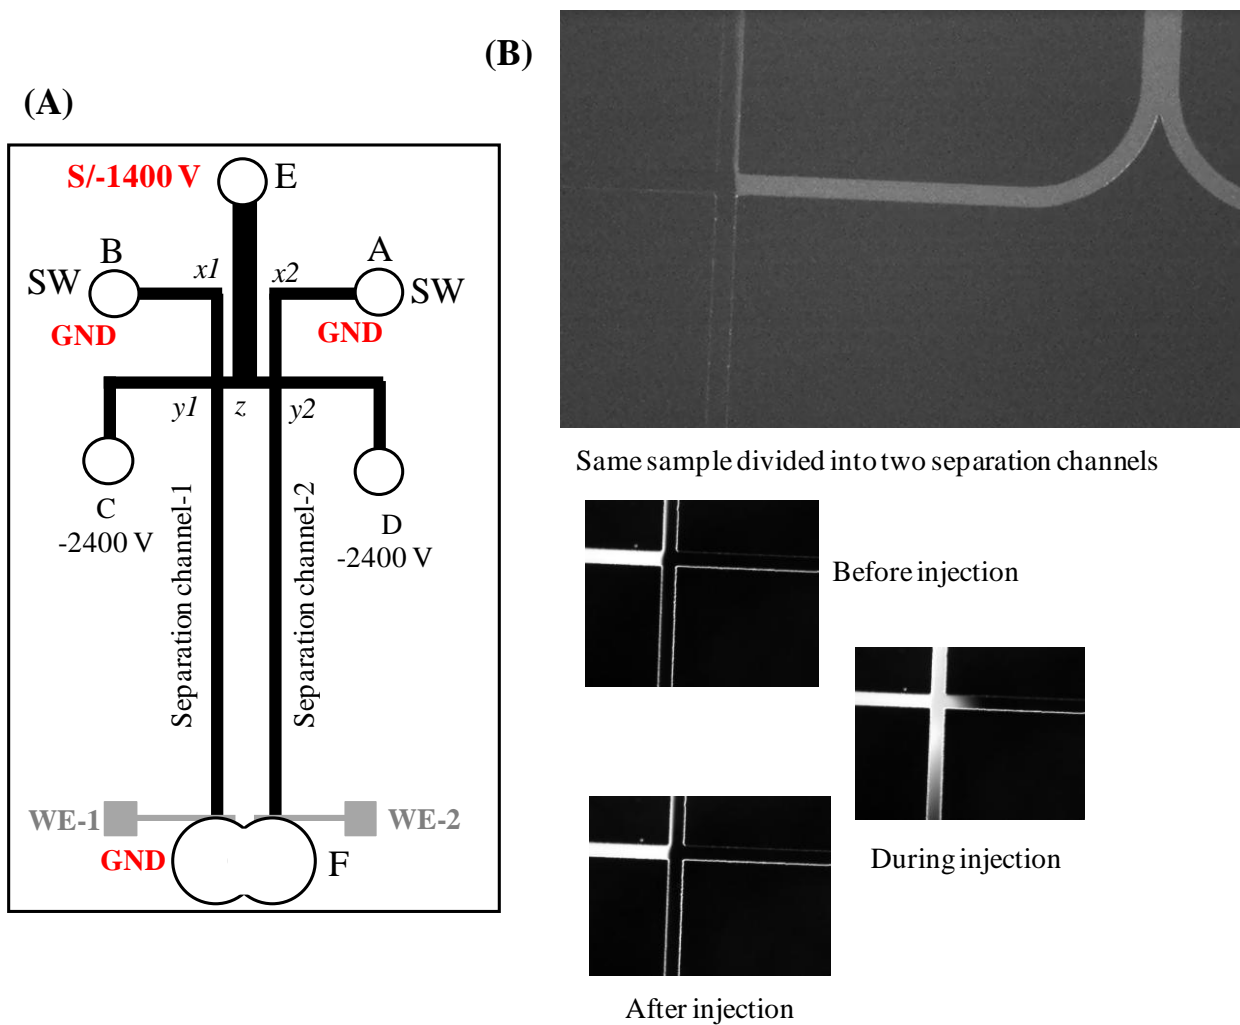 (A)
S/-1400 V
E
B
A
x1
x2
SW
SW
GND
GND
y1
z
y2
C
-2400 V
D
-2400 V
Separation channel-1
Separation channel-2
WE-1
WE-2
GND
F
(B)
Same sample divided into two separation channels
Before injection
During injection
After injection